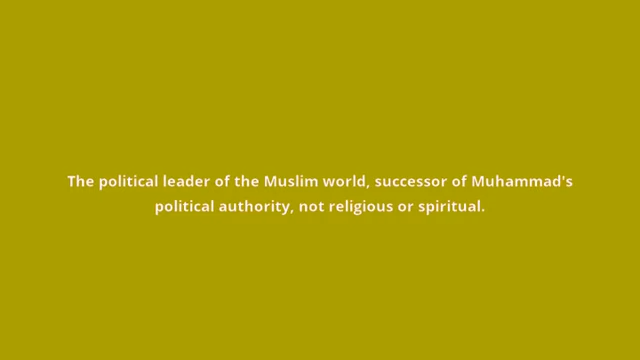 The political leader of the Muslim world, successor of Muhammad's
political authority, not religious or spiritual.